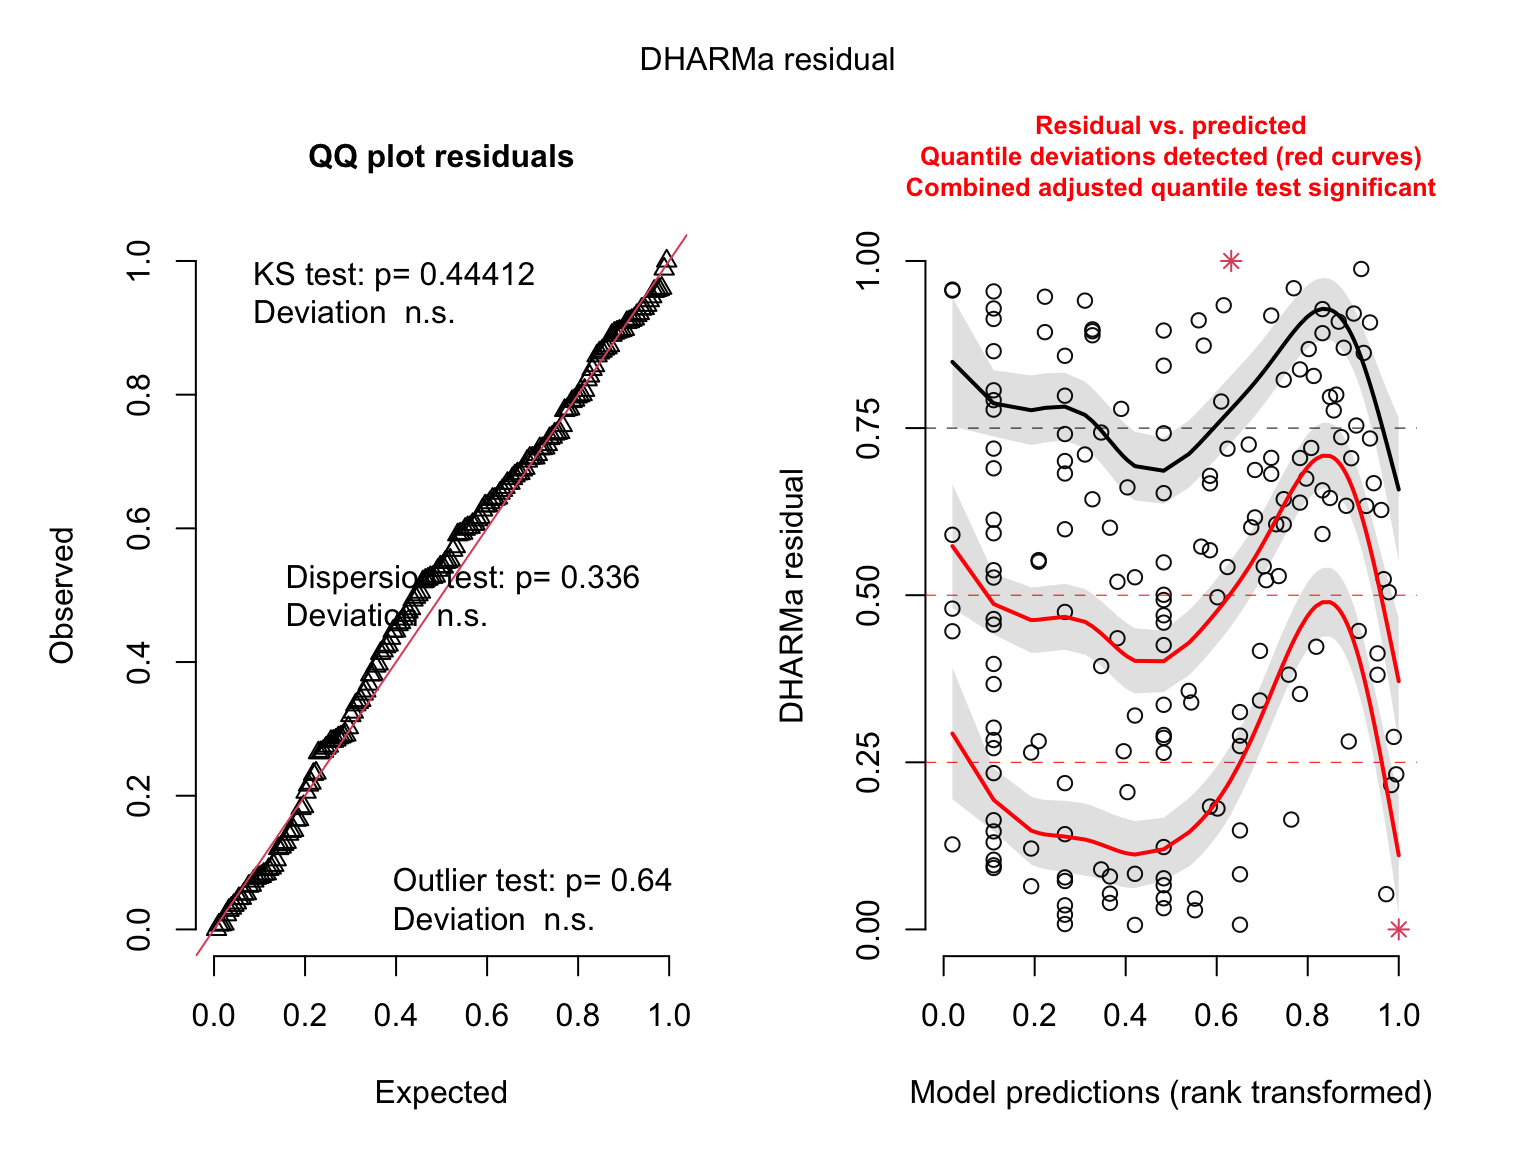 DHARMa residual
QQ plot residuals
KS test: p= 0.44412
Deviation  n.s.
Dispersion test: p= 0.336
Deviation  n.s.
Outlier test: p= 0.64
Deviation  n.s.
Observed
1.0
0.8
0.6
0.4
0.2
0.0
0.0 0.2 0.4 0.6 0.8 1.0
Expected
Residual vs. predicted
Quantile deviations detected (red curves)
Combined adjusted quantile test significant
DHARMa residual
1.00
0.75
0.50
0.25
0.00
0.0 0.2 0.4 0.6 0.8 1.0
Model predictions (rank transformed)